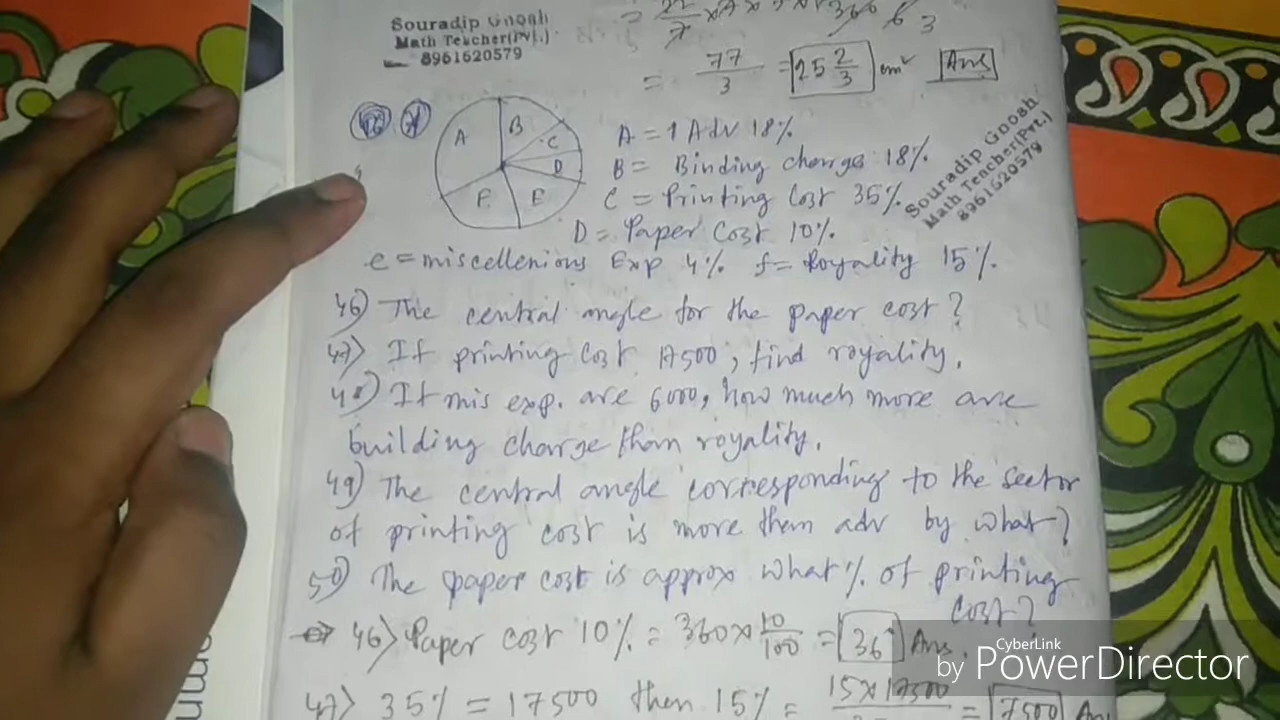 Souradip Goosh
Math Teacher(Pvt.)
8961620579
= 77/3 = 25 2/3 cm² Ans
A B C D E F
A = 1 Adv 18%
B = Binding charges 18%
C = Printing Cost 35%
D = Paper Cost 10%
Souradip Goosh
Math Teacher(Pvt.)
8961620579
e = miscellenious Exp 4% f = Royality 15%
46) The central angle for the paper cost?
47) If printing cost 17500, find royality.
48) If mis exp. are 6000, how much more are
building charge than royality.
49) The central angle corresponding to the sector
of printing cost is more them adv by what?
50) The paper cost is approx what % of printing
cost?
46) Paper cost 10% = 360 × 10/100 = 36° Ans.
CyberLink
by PowerDirector
47) 35% = 17500 then 15% = 15×17500 = 7500 Ans